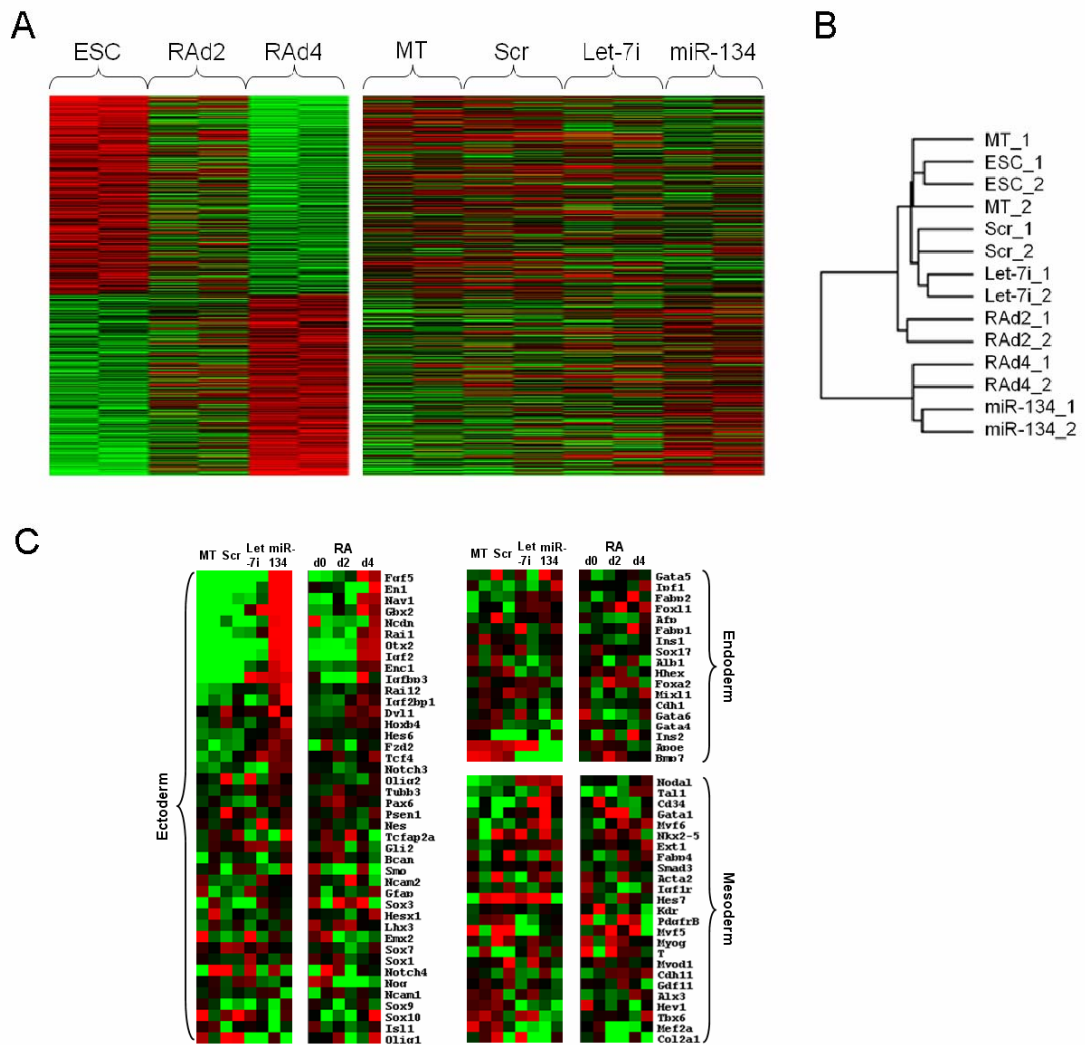 A
ESC RAd2 RAd4 MT Scr Let-7i miR-134
B
MT_1
ESC_1
ESC_2
MT_2
Scr_1
Scr_2
Let-7i_1
Let-7i_2
RAd2_1
RAd2_2
RAd4_1
RAd4_2
miR-134_1
miR-134_2
C
MT Scr Let-7i miR-134
RA
d0 d2 d4
Ectoderm
Fgf5
En1
Nav1
Gbx2
Ncdn
Rai1
Otx2
Igf2
Enc1
Igfbp3
Rai12
Igf2bp1
Dvl1
Hoxb4
Hes6
Fzd2
Tcf4
Notch3
Olig2
Tubb3
Pax6
Psen1
Nes
Tcfap2a
Gli2
Bcan
Smo
Ncam2
Gfap
Sox3
Hesx1
Lhx3
Emx2
Sox7
Sox1
Notch4
Nog
Ncam1
Sox9
Sox10
Isl1
Olig1
MT Scr Let-7i miR-134
RA
d0 d2 d4
Gata5
Ipf1
Fabp2
Foxl1
Afp
Fabp1
Ins1
Sox17
Alb1
Hhex
Foxa2
Mixl1
Cdh1
Gata6
Gata4
Ins2
Apoe
Bmp7
Endoderm
Nodal
Tal1
Cd34
Gata1
Myf6
Nkx2-5
Ext1
Fabp4
Smad3
Acta2
Igf1r
Hes7
Kdr
PdgfrB
Myf5
Myog
T
Myod1
Cdh11
Gdf11
Alx3
Hey1
Tbx6
Mef2a
Col2a1
Mesoderm